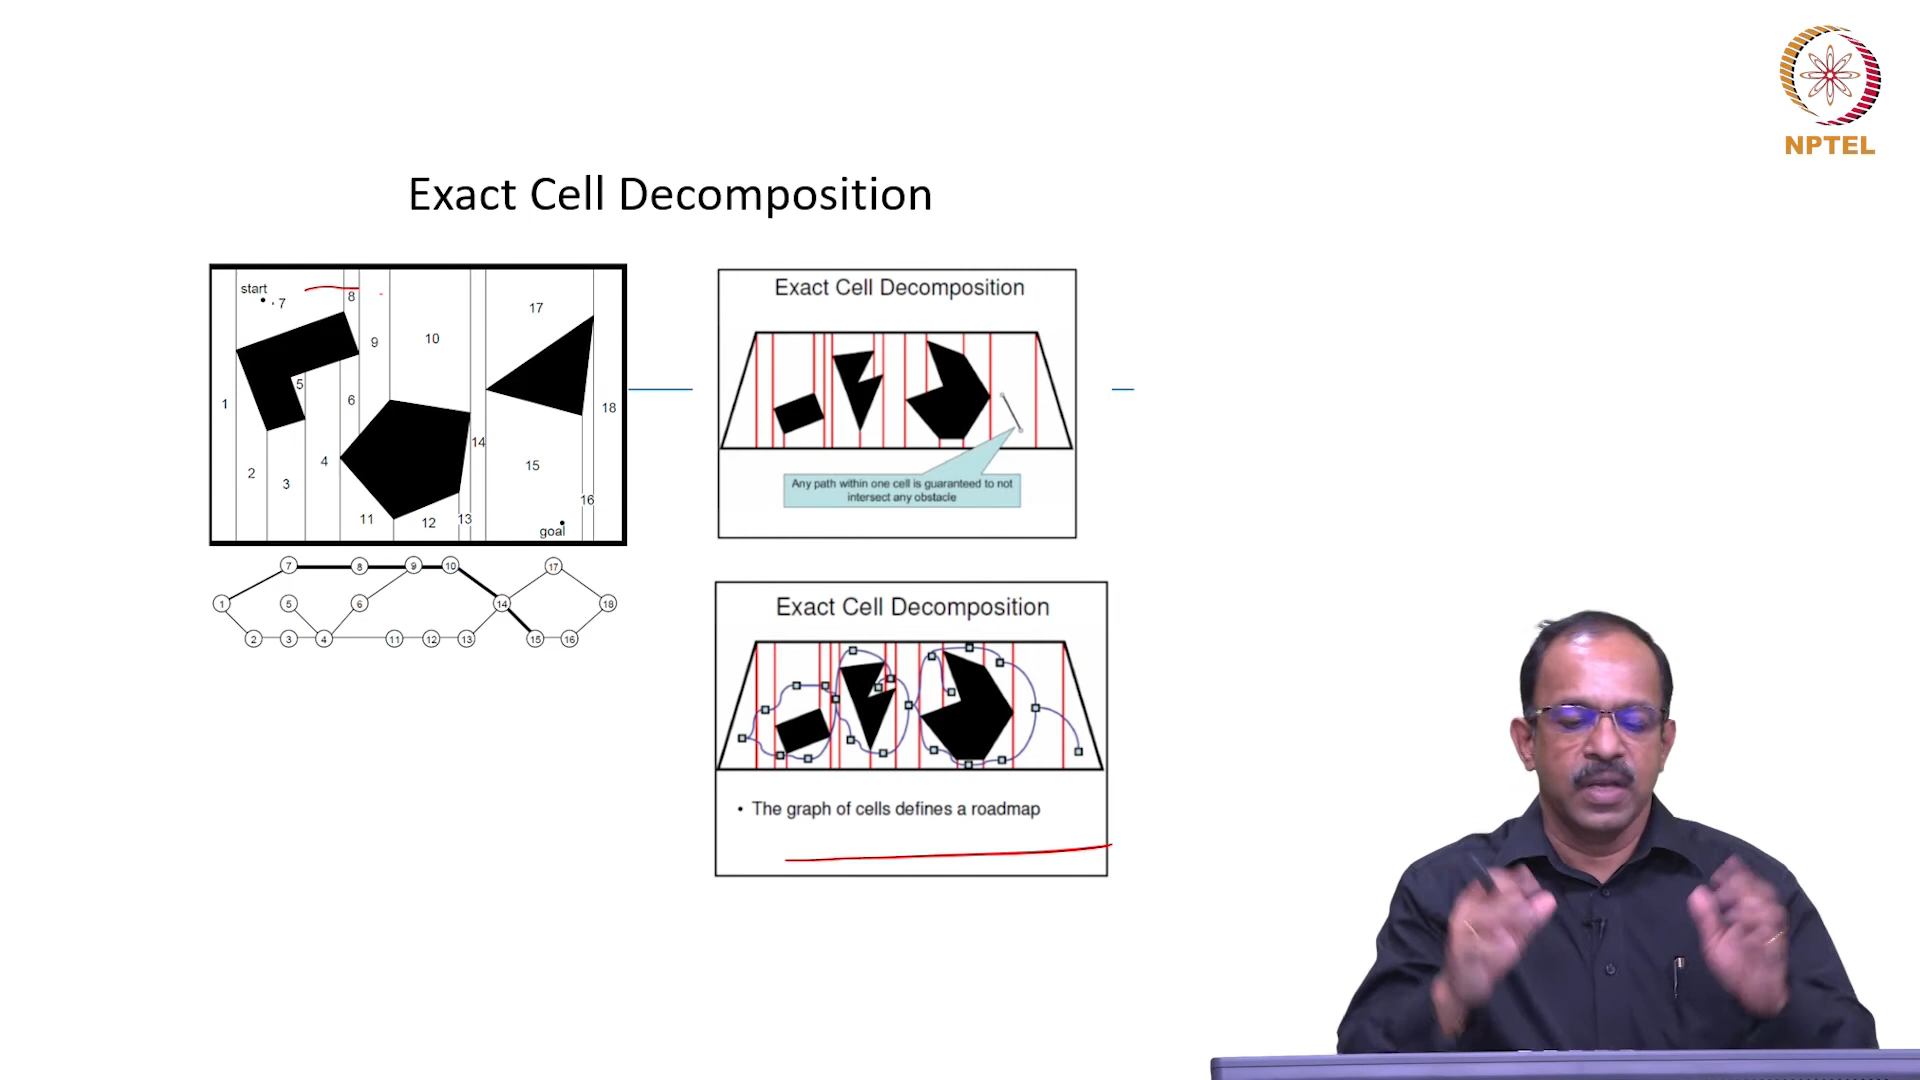 NPTEL
Exact Cell Decomposition
start
7
8
17
9
10
5
1
6
18
14
4
15
2
3
16
11
12
13
goal
7 8 9 10 17
1 5 6 14 18
2 3 4 11 12 13 15 16
Exact Cell Decomposition
Any path within one cell is guaranteed to not
intersect any obstacle
Exact Cell Decomposition
• The graph of cells defines a roadmap